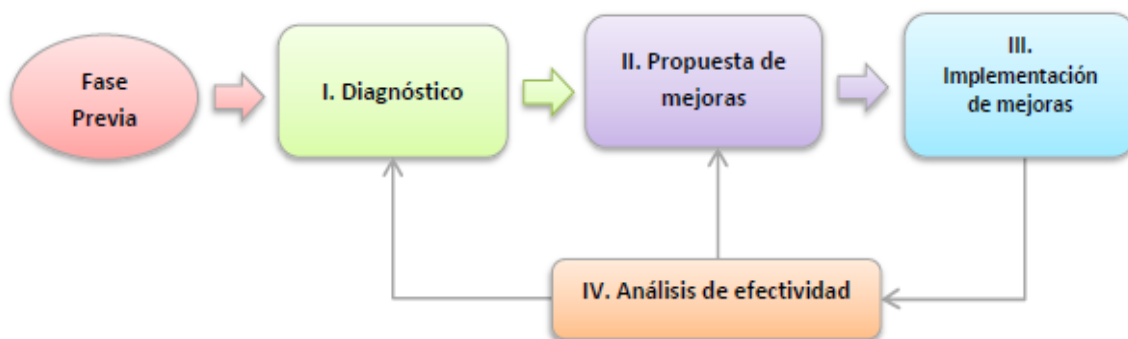 Fase
Previa
I. Diagnóstico
II. Propuesta de
mejoras
III.
Implementación
de mejoras
IV. Análisis de efectividad